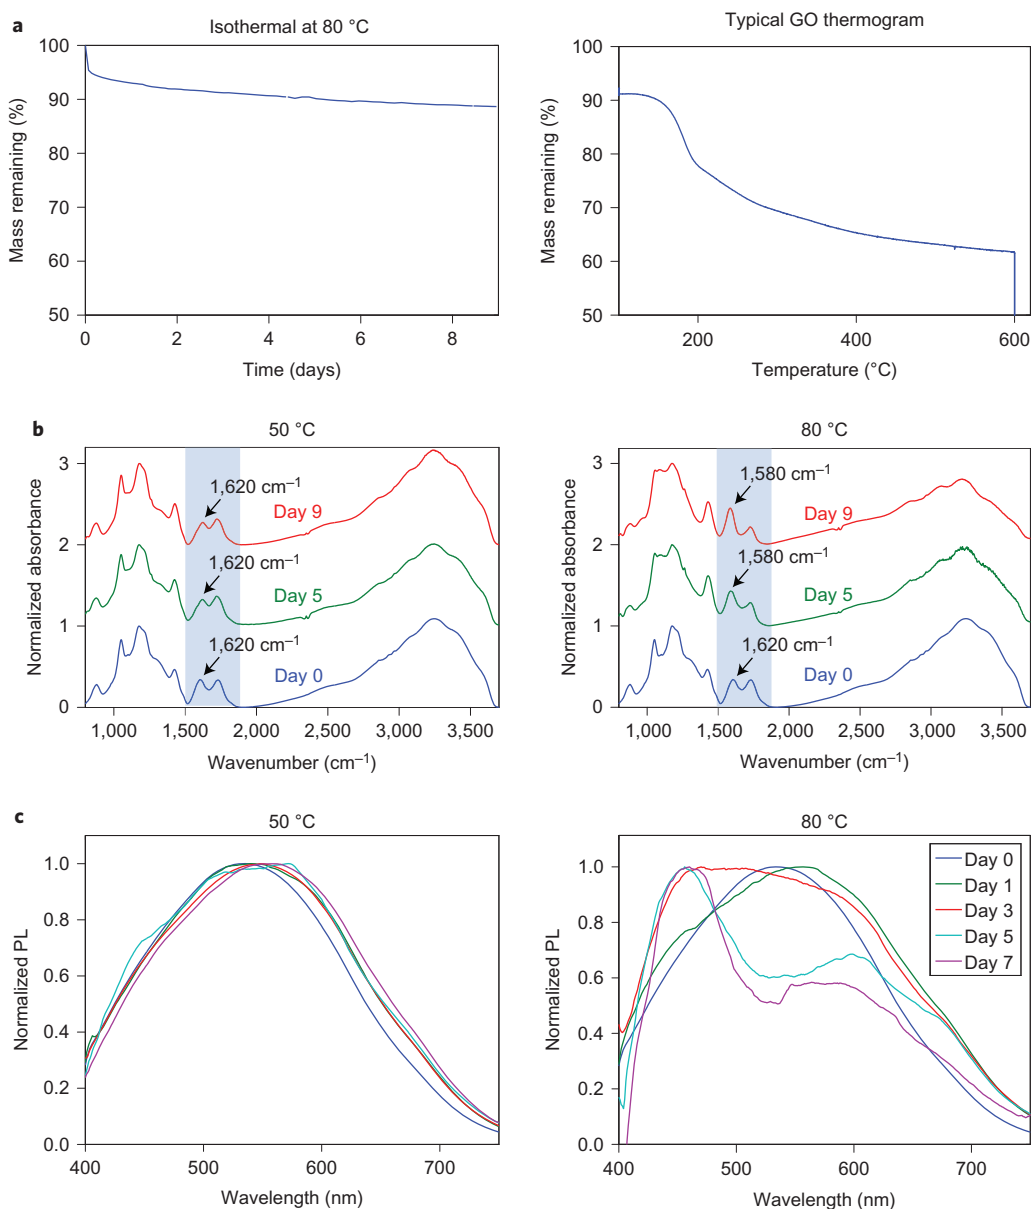 a
Isothermal at 80 °C
Typical GO thermogram
Mass remaining (%)
100
90
80
70
60
50
0
2
4
6
8
Time (days)
Mass remaining (%)
100
90
80
70
60
50
200
400
600
Temperature (°C)
b
50 °C
80 °C
Normalized absorbance
3
2
1
0
1,620 cm–1
Day 9
1,620 cm–1
Day 5
1,620 cm–1
Day 0
1,000
1,500
2,000
2,500
3,000
3,500
Wavenumber (cm–1)
Normalized absorbance
3
2
1
0
1,580 cm–1
Day 9
1,580 cm–1
Day 5
1,620 cm–1
Day 0
1,000
1,500
2,000
2,500
3,000
3,500
Wavenumber (cm–1)
c
50 °C
80 °C
Normalized PL
1.0
0.8
0.6
0.4
0.2
0.0
400
500
600
700
Wavelength (nm)
Normalized PL
1.0
0.8
0.6
0.4
0.2
0.0
400
500
600
700
Wavelength (nm)
Day 0
Day 1
Day 3
Day 5
Day 7